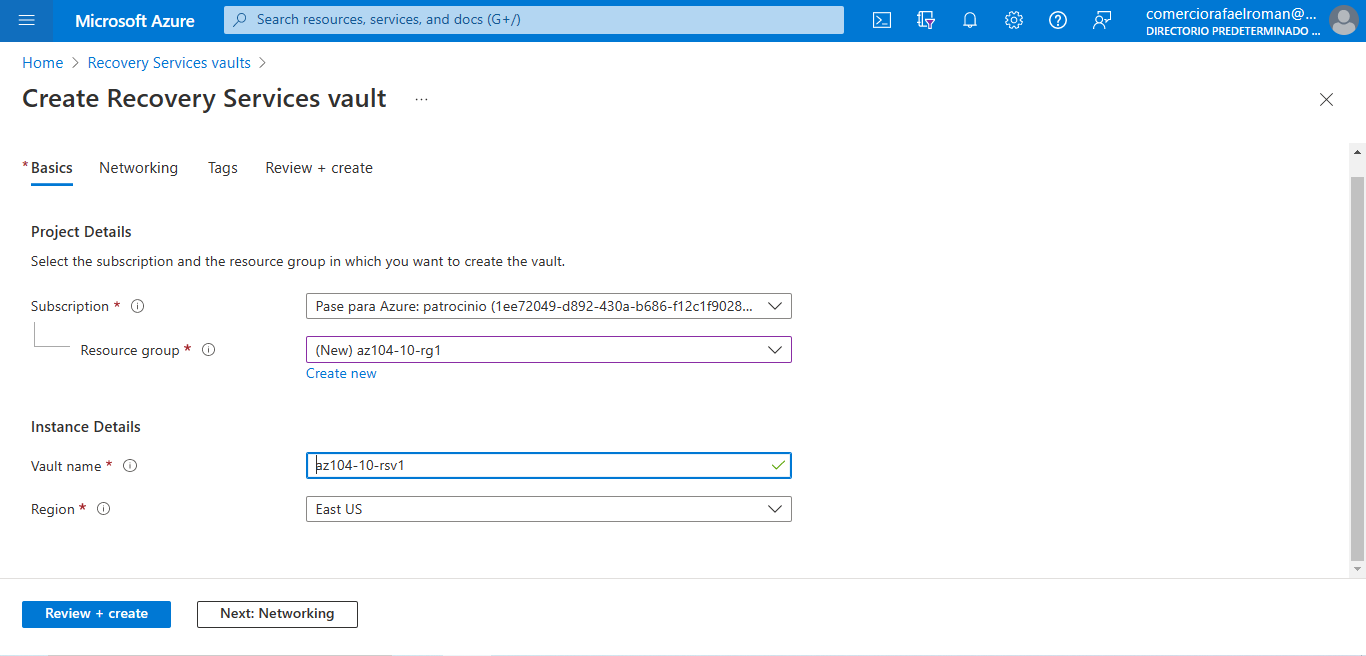 Microsoft Azure
Search resources, services, and docs (G+/)
comerciorafaelroman@...
DIRECTORIO PREDETERMINADO ...
Home > Recovery Services vaults >
Create Recovery Services vault ...
* Basics Networking Tags Review + create
Project Details
Select the subscription and the resource group in which you want to create the vault.
Subscription * Pase para Azure: patrocinio (1ee72049-d892-430a-b686-f12c1f9028...
Resource group * (New) az104-10-rg1
Create new
Instance Details
Vault name * az104-10-rsv1
Region * East US
Review + create Next: Networking